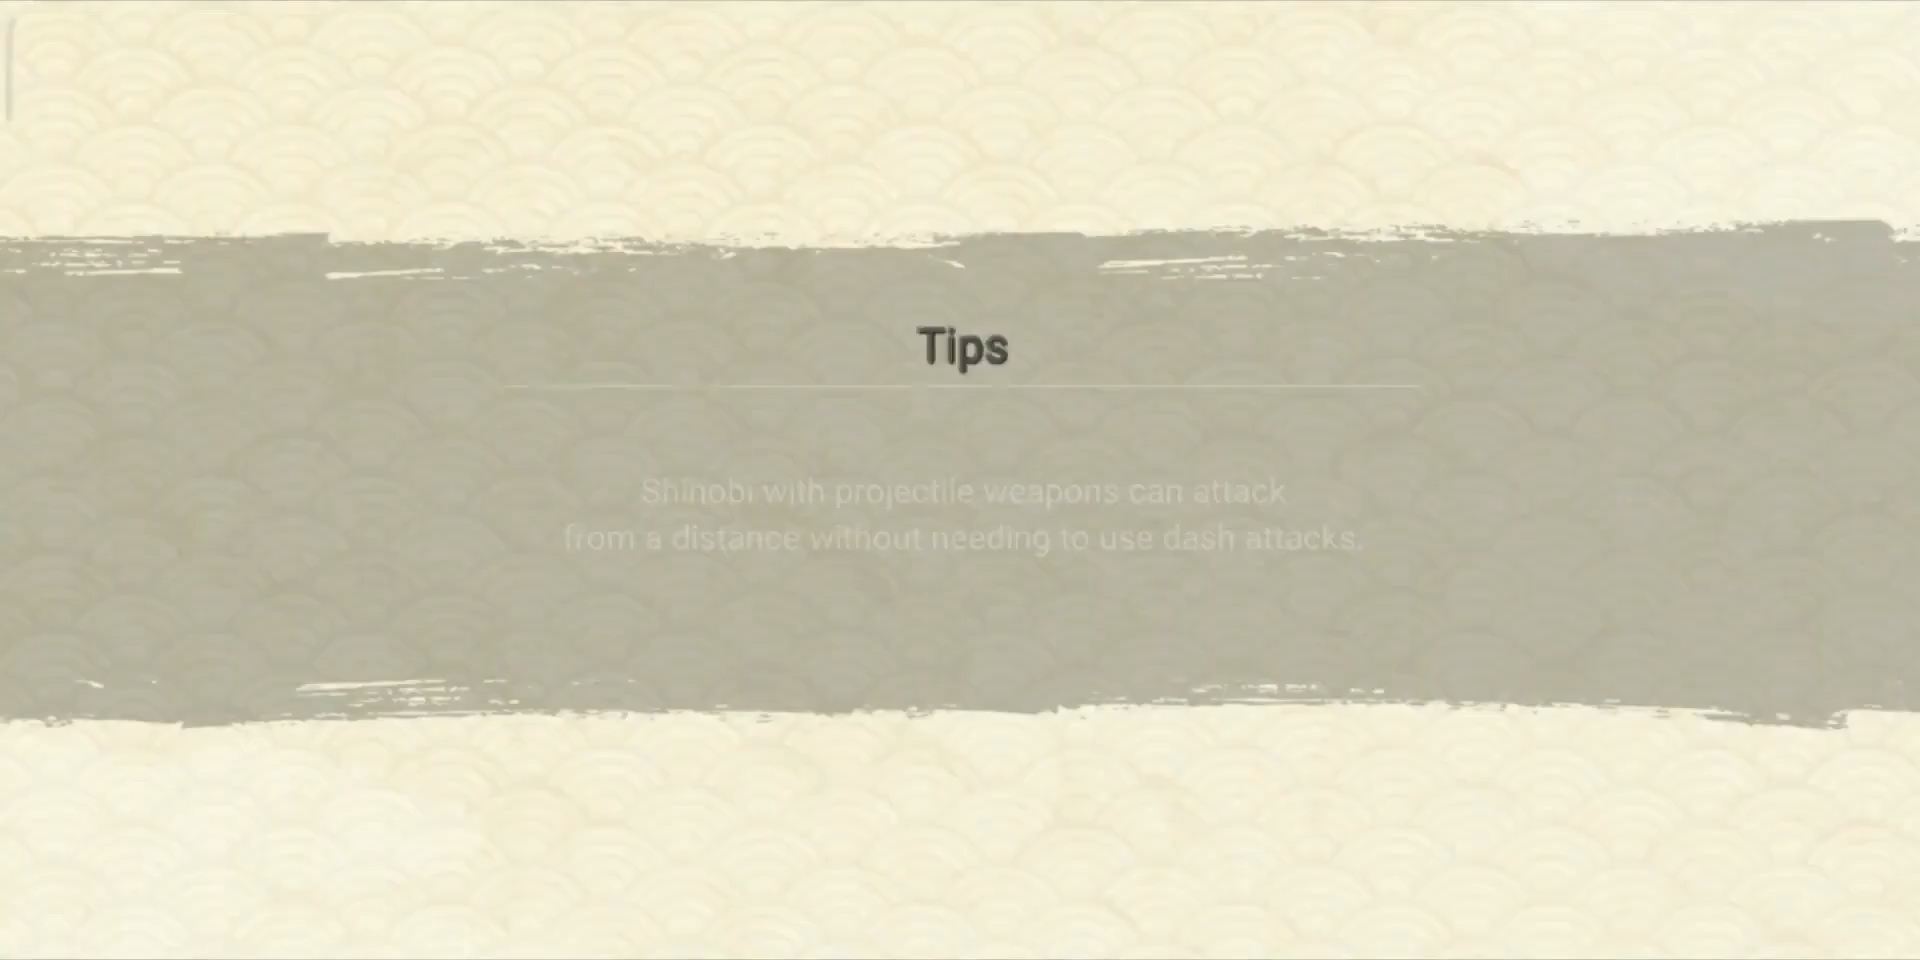 Tips
Shinobi with projectile weapons can attack
from a distance without needing to use dash attacks.